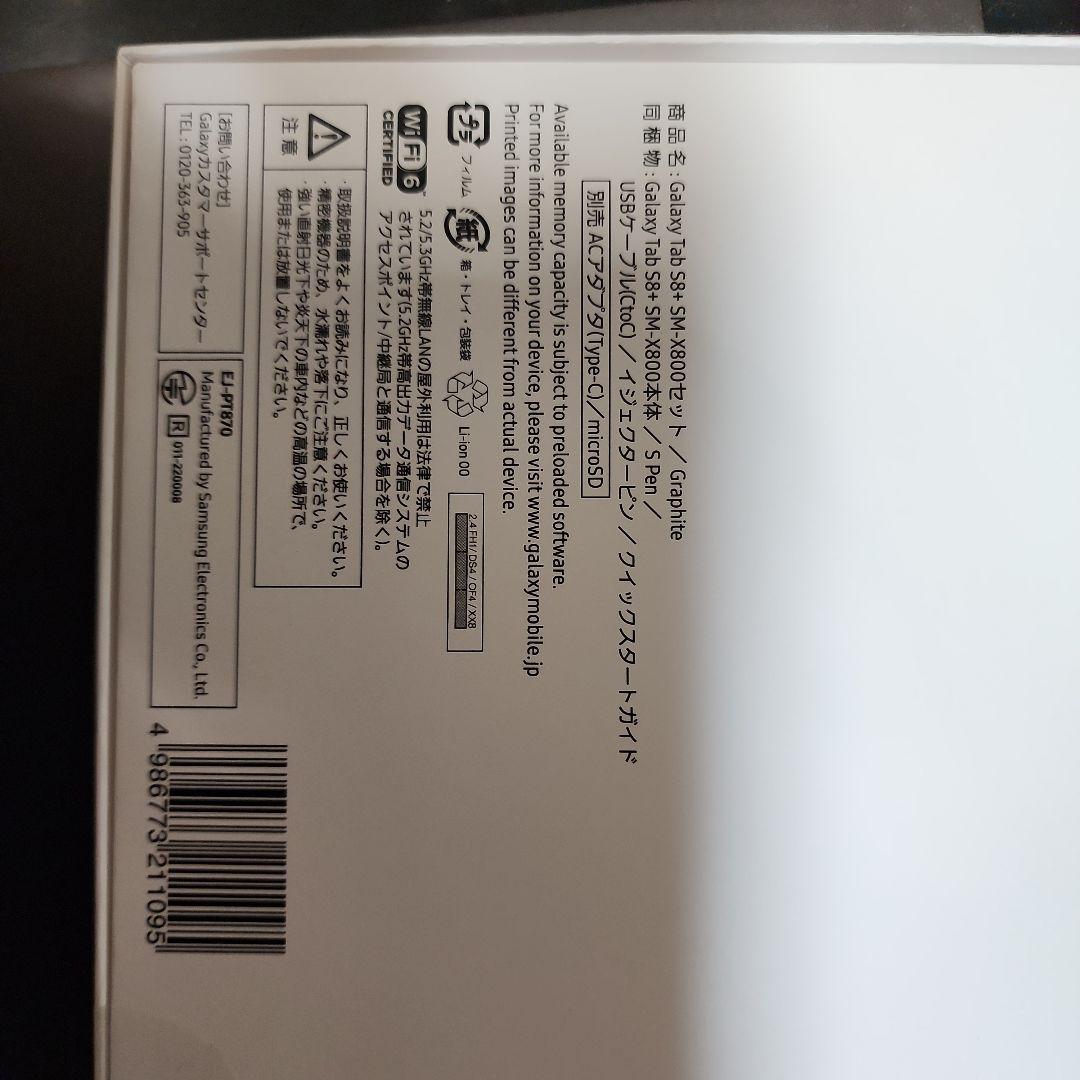 商品名：Galaxy Tab S8+ SM-X800セット／Graphite
同梱物：Galaxy Tab S8+ SM-X800本体／S Pen／
USBケーブル(CtoC)／イジェクターピン／クイックスタートガイド
別売 ACアダプタ(Type-C)／microSD
Available memory capacity is subject to preloaded software.
For more information on your device, please visit www.galaxymobile.jp
Printed images can be different from actual device.
プラ フィルム 紙 箱・トレイ・包装袋 Li-ion 00
2.4 FH1/DS4/OF4/XX8
Wi Fi 6 CERTIFIED
5.2/5.3GHz帯無線LANの屋外利用は法律で禁止
されています(5.2GHz帯高出力データ通信システムの
アクセスポイント/中継局と通信する場合を除く)。
注意
・取扱説明書をよくお読みになり、正しくお使いください。
・精密機器のため、水濡れや落下にご注意ください。
・強い直射日光下や炎天下の車内などの高温の場所で、
使用または放置しないでください。
[お問い合わせ]
Galaxyカスタマーサポートセンター
TEL：0120-363-905
EJ-PT870
Manufactured by Samsung Electronics Co., Ltd.
R 011-220008
4 986773 211095